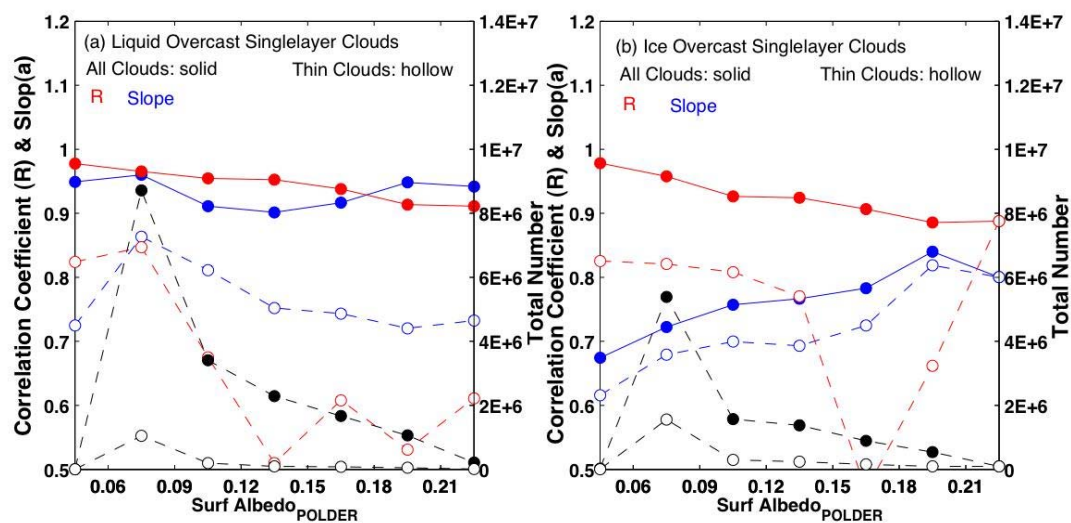 (a) Liquid Overcast Singlelayer Clouds
All Clouds: solid Thin Clouds: hollow
R Slope
Correlation Coefficient (R) & Slop(a)
1.2
1.1
1
0.9
0.8
0.7
0.6
0.5
0.06 0.09 0.12 0.15 0.18 0.21
Surf Albedo POLDER
1.4E+7
1.2E+7
1E+7
8E+6
6E+6
4E+6
2E+6
0
Total Number
(b) Ice Overcast Singlelayer Clouds
All Clouds: solid Thin Clouds: hollow
R Slope
Correlation Coefficient (R) & Slop(a)
1.2
1.1
1
0.9
0.8
0.7
0.6
0.5
0.06 0.09 0.12 0.15 0.18 0.21
Surf Albedo POLDER
1.4E+7
1.2E+7
1E+7
8E+6
6E+6
4E+6
2E+6
0
Total Number